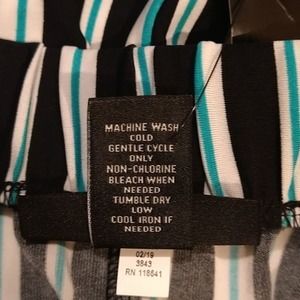 MACHINE WASH
COLD
GENTLE CYCLE
ONLY
NON-CHLORINE
BLEACH WHEN
NEEDED
TUMBLE DRY
LOW
COOL IRON IF
NEEDED
02/19
3843
RN 118641